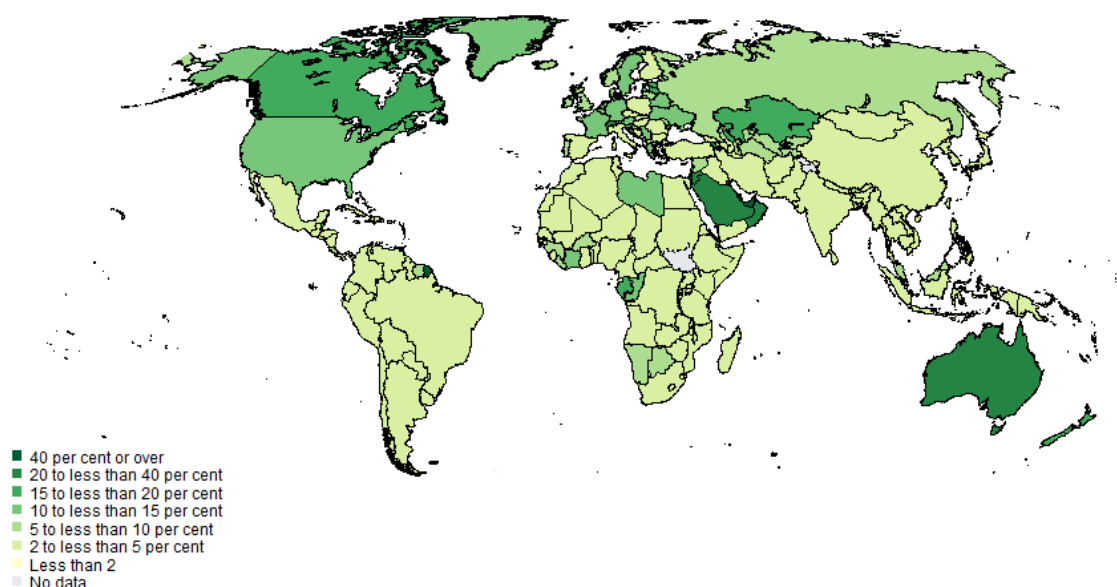 40 per cent or over
20 to less than 40 per cent
15 to less than 20 per cent
10 to less than 15 per cent
5 to less than 10 per cent
2 to less than 5 per cent
Less than 2
No data